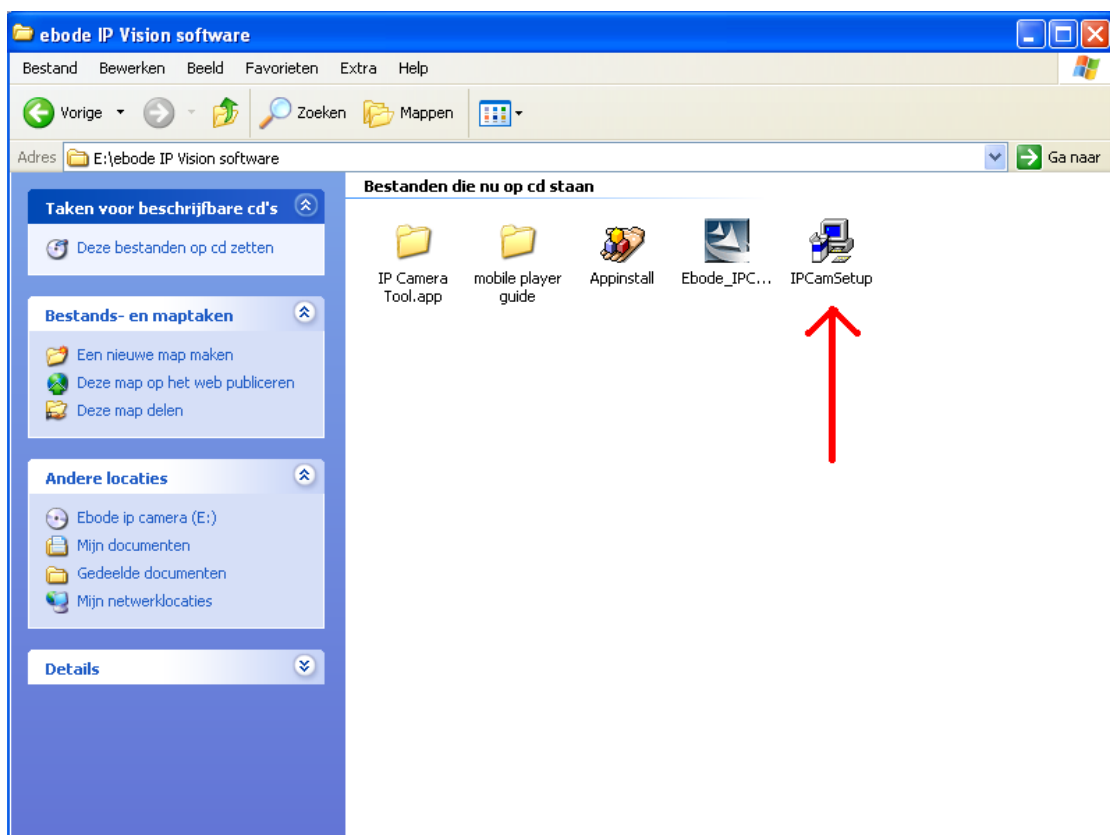 ebode IP Vision software
Bestand Bewerken Beeld Favorieten Extra Help
Vorige Zoeken Mappen
Adres E:\ebode IP Vision software Ga naar
Taken voor beschrijfbare cd's
Deze bestanden op cd zetten
Bestands- en maptaken
Een nieuwe map maken
Deze map op het web publiceren
Deze map delen
Andere locaties
Ebode ip camera (E:)
Mijn documenten
Gedeelde documenten
Mijn netwerklocaties
Details
Bestanden die nu op cd staan
IP Camera Tool.app
mobile player guide
Appinstall
Ebode_IPC...
IPCamSetup